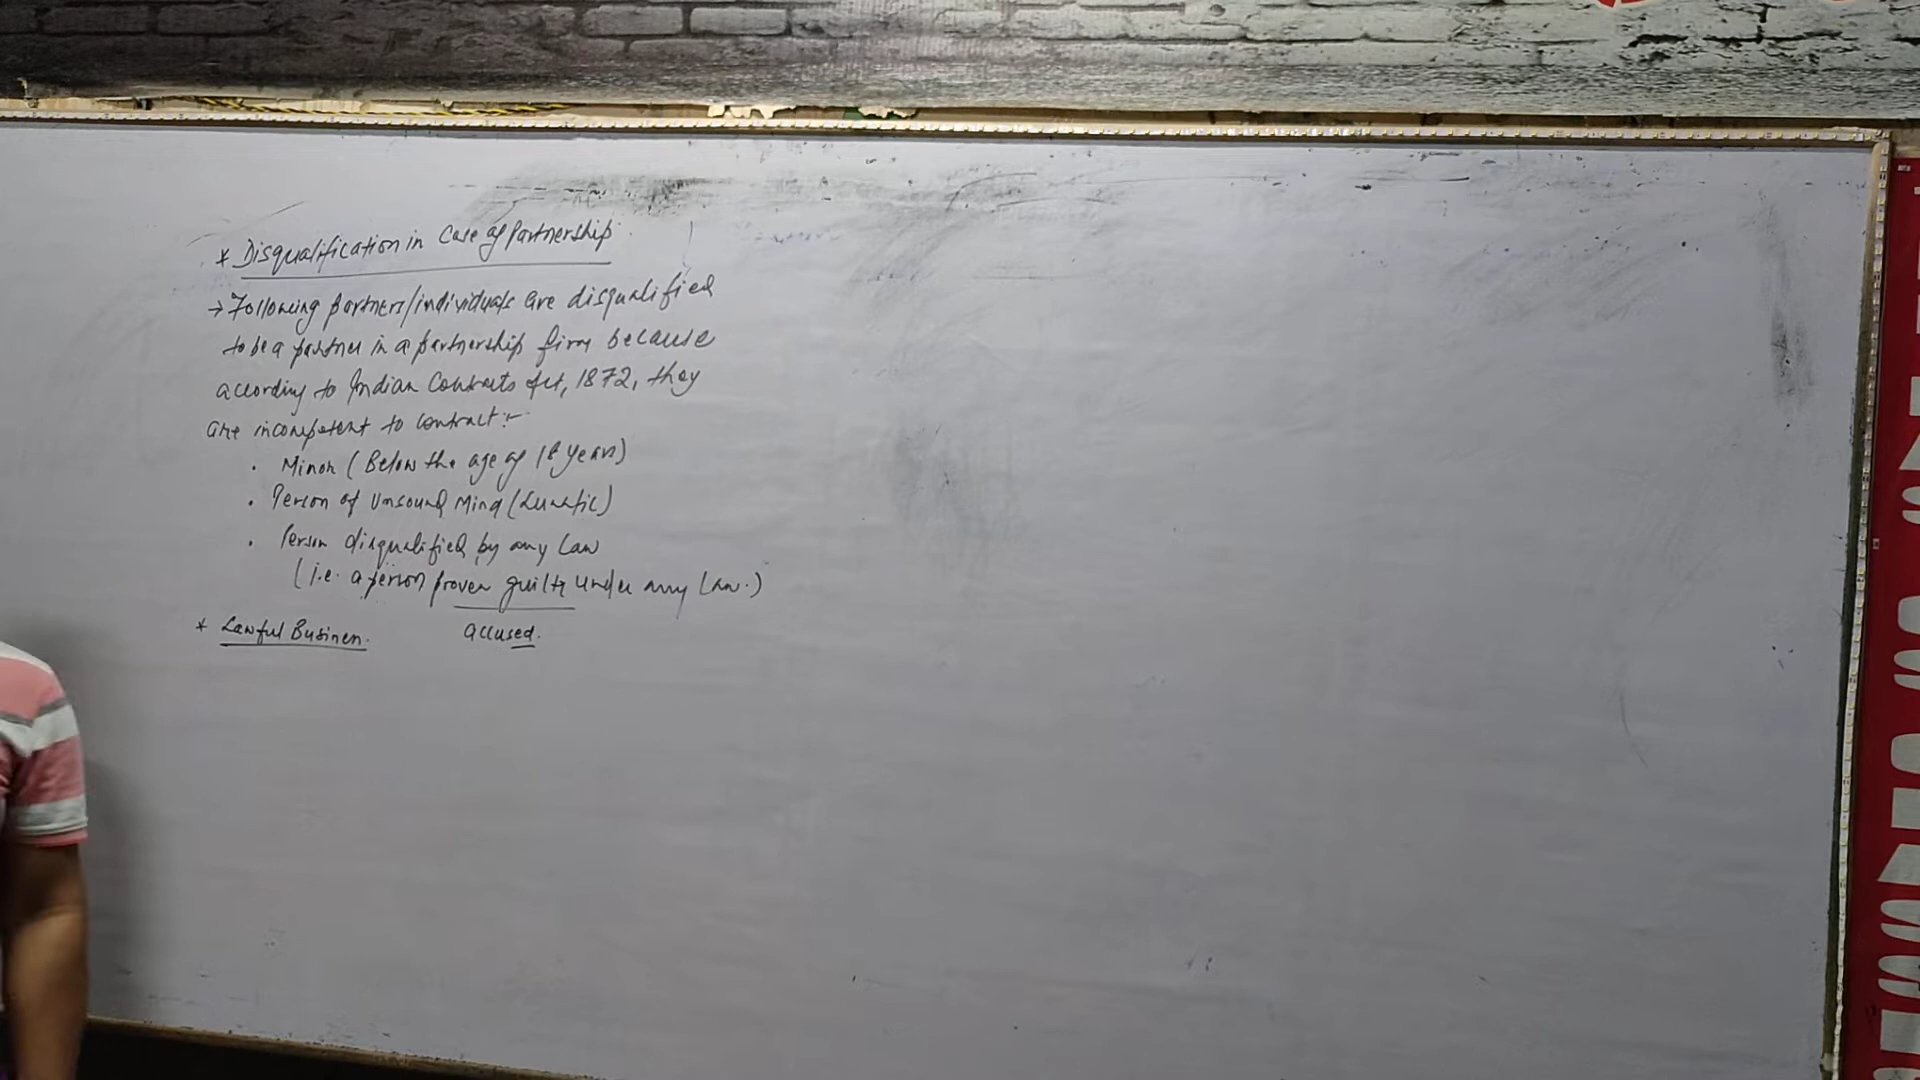 * Disqualification in Case of Partnership
→ Following partners/individuals are disqualified
to be a partner in a partnership firm because
according to Indian Contracts Act, 1872, they
are incompetent to contract:-
• Minor (Below the age of 18 years)
• Person of Unsound Mind (Lunatic)
• Person disqualified by any Law
(i.e. a person proven guilty under any Law.)
* Lawful Business. accused.